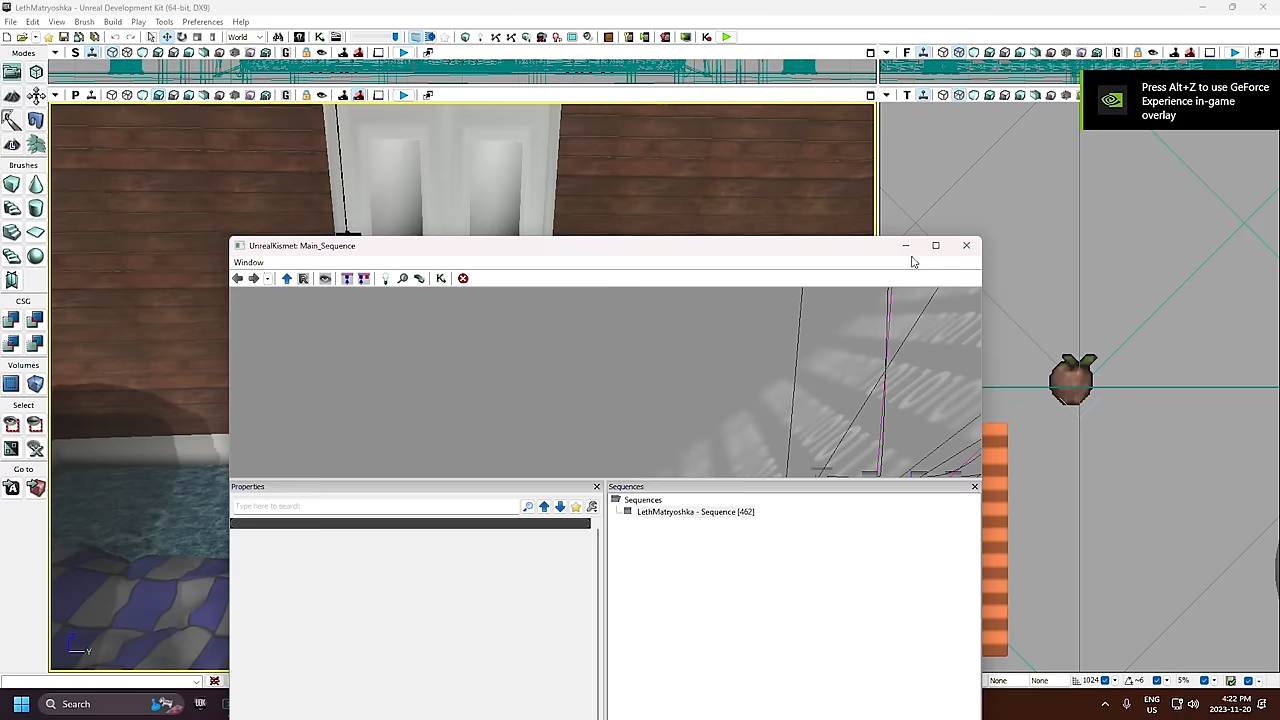 LethMatryoshka - Unreal Development Kit (64-bit, DX9)
File Edit View Brush Build Play Tools Preferences Help
World
Modes
S
G
F
G
P
G
T
Press Alt+Z to use GeForce
Experience in-game
overlay
Brushes
CSG
Volumes
Select
Go to
UnrealKismet: Main_Sequence
Window
Properties
Type here to search
Sequences
Sequences
LethMatryoshka - Sequence [462]
Y
None
None
1024
~6
5%
Search
UDK
ENG
US
4:22 PM
2023-11-20